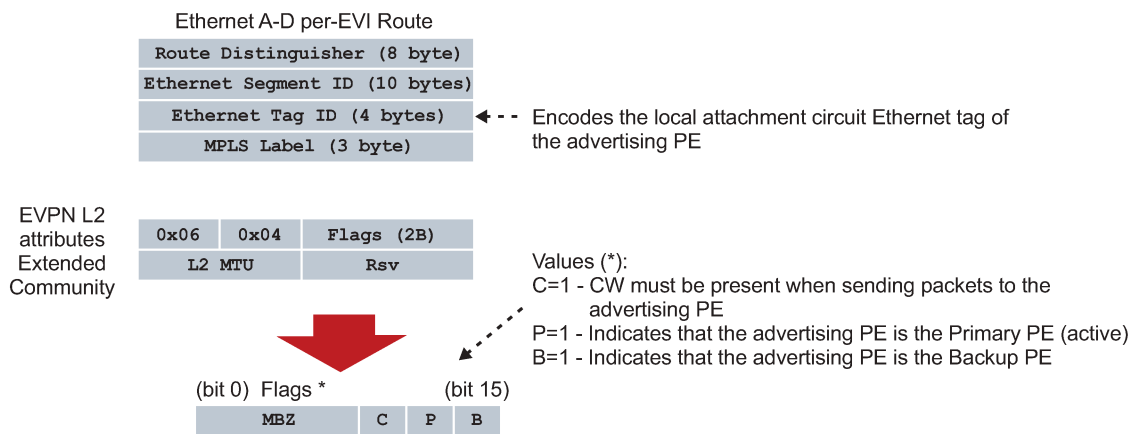 Ethernet A-D per-EVI Route
Route Distinguisher (8 byte)
Ethernet Segment ID (10 bytes)
Ethernet Tag ID (4 bytes)
MPLS Label (3 byte)
Encodes the local attachment circuit Ethernet tag of
the advertising PE
EVPN L2
attributes
Extended
Community
0x06 0x04 Flags (2B)
L2 MTU Rsv
Values (*):
C=1 - CW must be present when sending packets to the
advertising PE
P=1 - Indicates that the advertising PE is the Primary PE (active)
B=1 - Indicates that the advertising PE is the Backup PE
(bit 0) Flags * (bit 15)
MBZ C P B